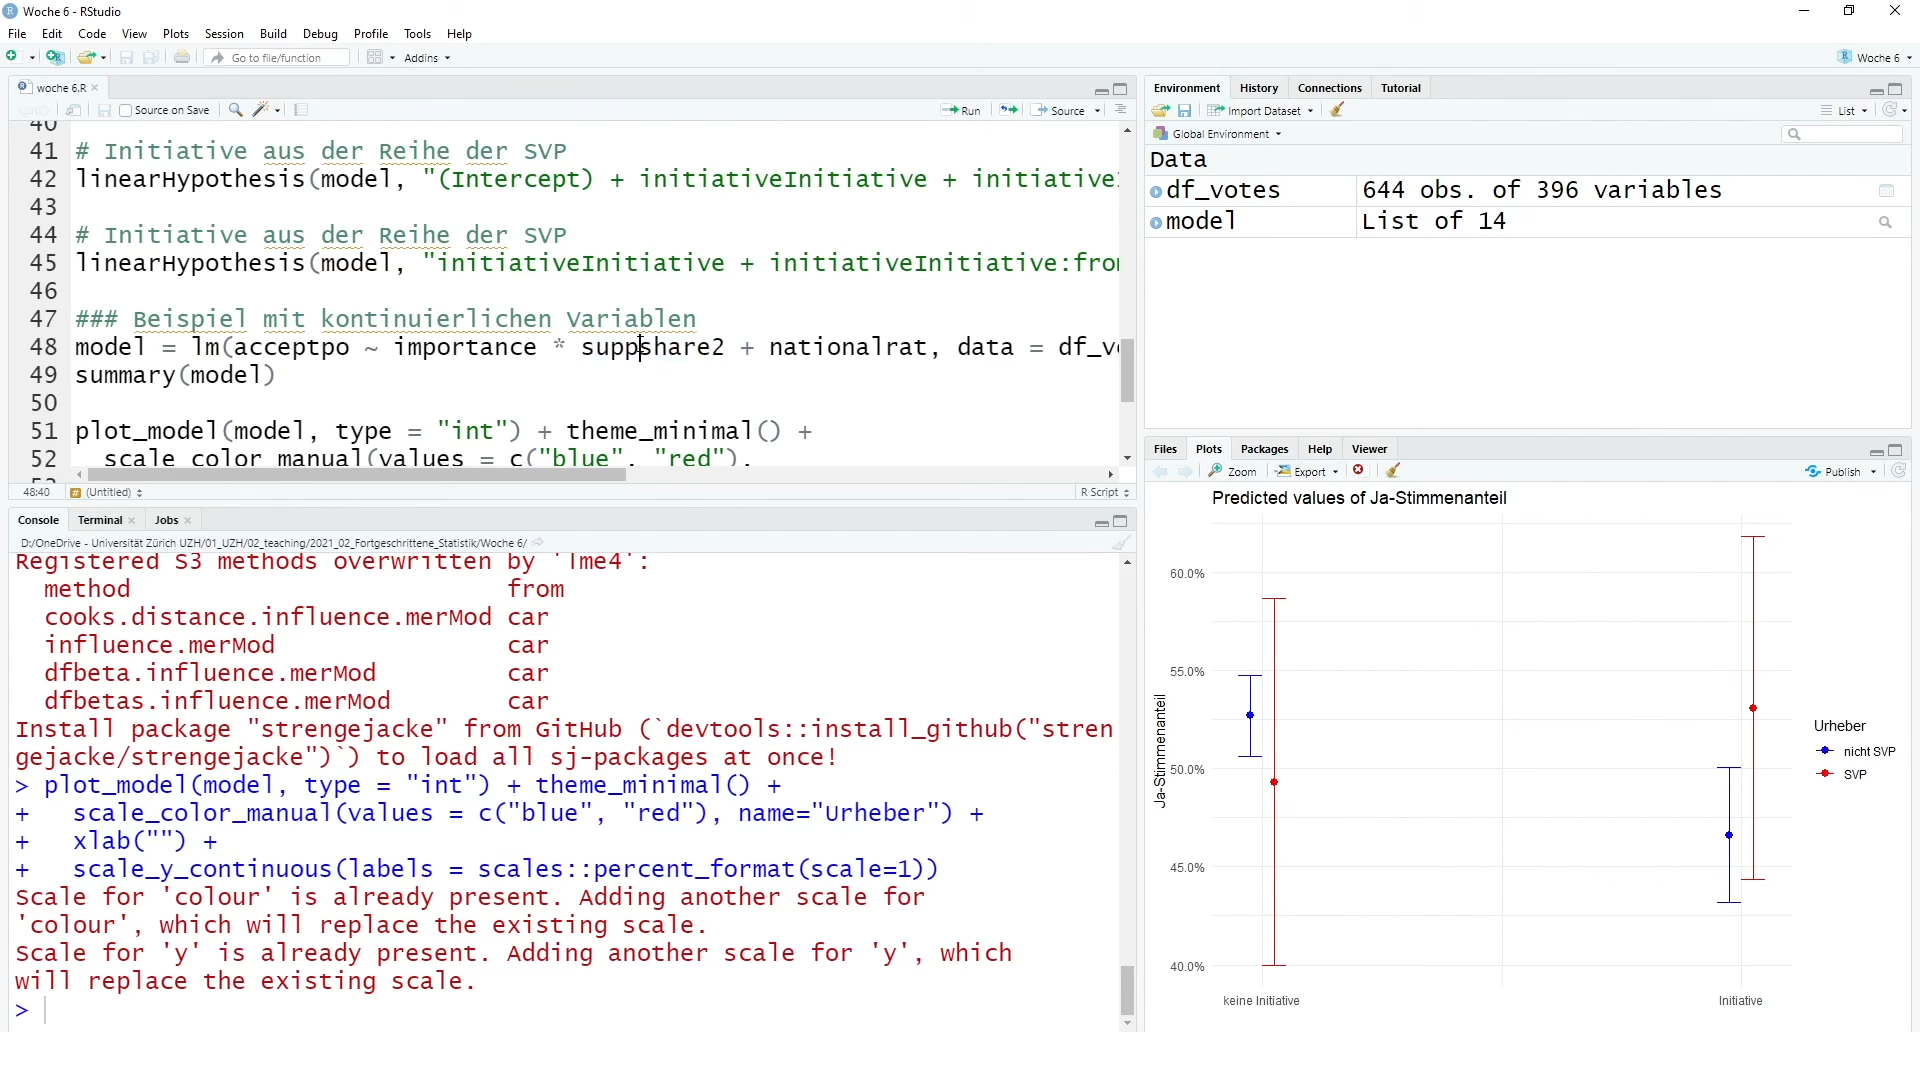 Woche 6 - RStudio
File Edit Code View Plots Session Build Debug Profile Tools Help
Go to file/function Addins Woche 6
woche 6.R
Source on Save Run Source
40
41 # Initiative aus der Reihe der SVP
42 linearHypothesis(model, "(Intercept) + initiativeInitiative + initiative
43
44 # Initiative aus der Reihe der SVP
45 linearHypothesis(model, "initiativeInitiative + initiativeInitiative:fro
46
47 ### Beispiel mit kontinuierlichen Variablen
48 model = lm(acceptpo ~ importance * suppshare2 + nationalrat, data = df_v
49 summary(model)
50
51 plot_model(model, type = "int") + theme_minimal() +
52 scale_color_manual(values = c("blue", "red"),
48:40 (Untitled) R Script
Console Terminal Jobs
D:/OneDrive - Universität Zürich UZH/01_UZH/02_teaching/2021_02_Fortgeschrittene_Statistik/Woche 6/
Registered S3 methods overwritten by 'lme4':
method from
cooks.distance.influence.merMod car
influence.merMod car
dfbeta.influence.merMod car
dfbetas.influence.merMod car
Install package "strengejacke" from GitHub (`devtools::install_github("stren
gejacke/strengejacke")`) to load all sj-packages at once!
> plot_model(model, type = "int") + theme_minimal() +
+ scale_color_manual(values = c("blue", "red"), name="Urheber") +
+ xlab("") +
+ scale_y_continuous(labels = scales::percent_format(scale=1))
Scale for 'colour' is already present. Adding another scale for
'colour', which will replace the existing scale.
Scale for 'y' is already present. Adding another scale for 'y', which
will replace the existing scale.
>
Environment History Connections Tutorial
Import Dataset List
Global Environment
Data
df_votes 644 obs. of 396 variables
model List of 14
Files Plots Packages Help Viewer
Zoom Export Publish
Predicted values of Ja-Stimmenanteil
60.0%
55.0%
50.0%
45.0%
40.0%
Ja-Stimmenanteil
keine Initiative Initiative
Urheber
nicht SVP
SVP